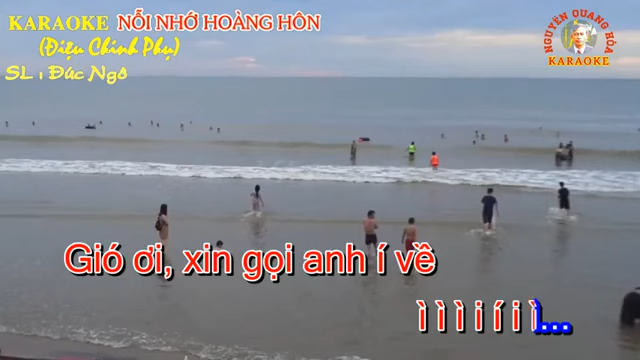 KARAOKE NỖI NHỚ HOÀNG HÔN
(Điệu Chinh Phụ)
SL : Đúc Ngô
NGUYỄN QUANG HÒA
KARAOKE
Gió ơi, xin gọi anh í về
ì ì ì i í i ì...